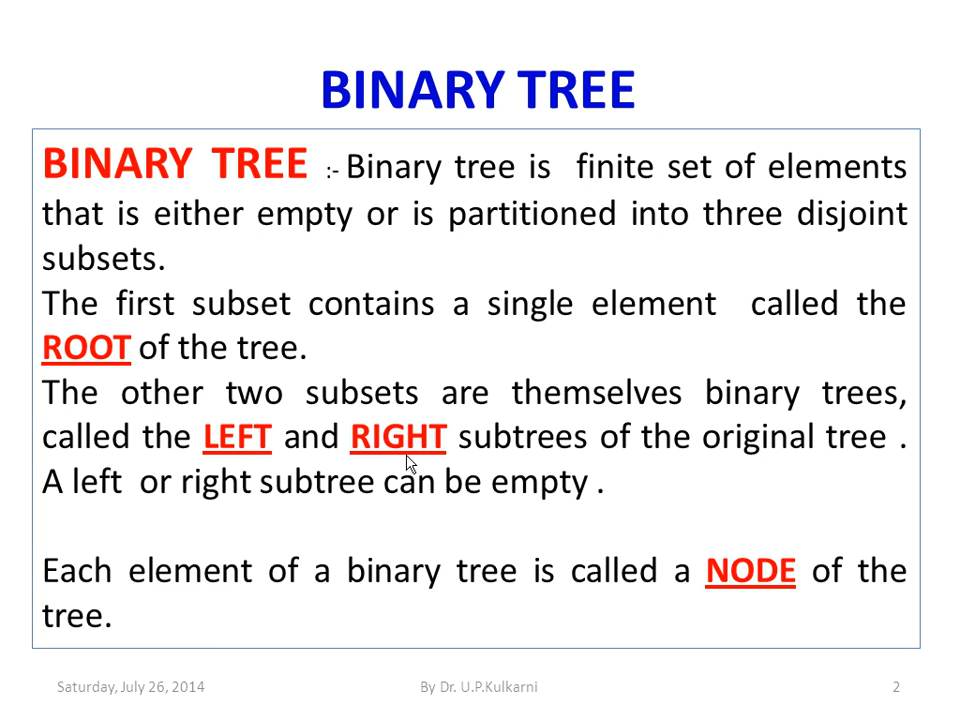 BINARY TREE
BINARY TREE :- Binary tree is finite set of elements
that is either empty or is partitioned into three disjoint
subsets.
The first subset contains a single element called the
ROOT of the tree.
The other two subsets are themselves binary trees,
called the LEFT and RIGHT subtrees of the original tree .
A left or right subtree can be empty .
Each element of a binary tree is called a NODE of the
tree.
Saturday, July 26, 2014 By Dr. U.P.Kulkarni 2